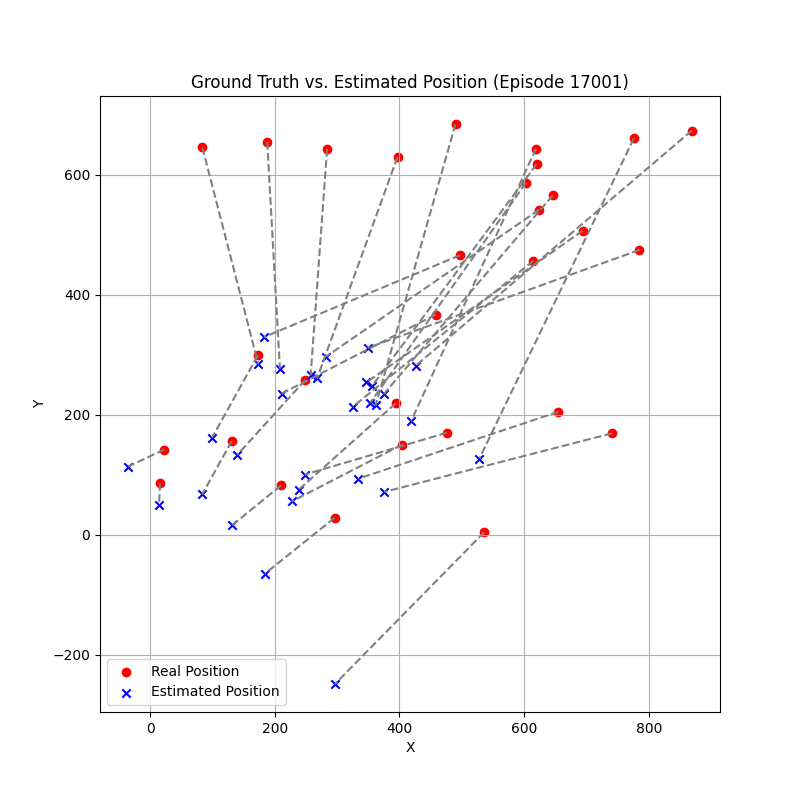 Ground Truth vs. Estimated Position (Episode 17001)
Y
600
400
200
0
−200
Real Position
Estimated Position
0 200 400 600 800
X